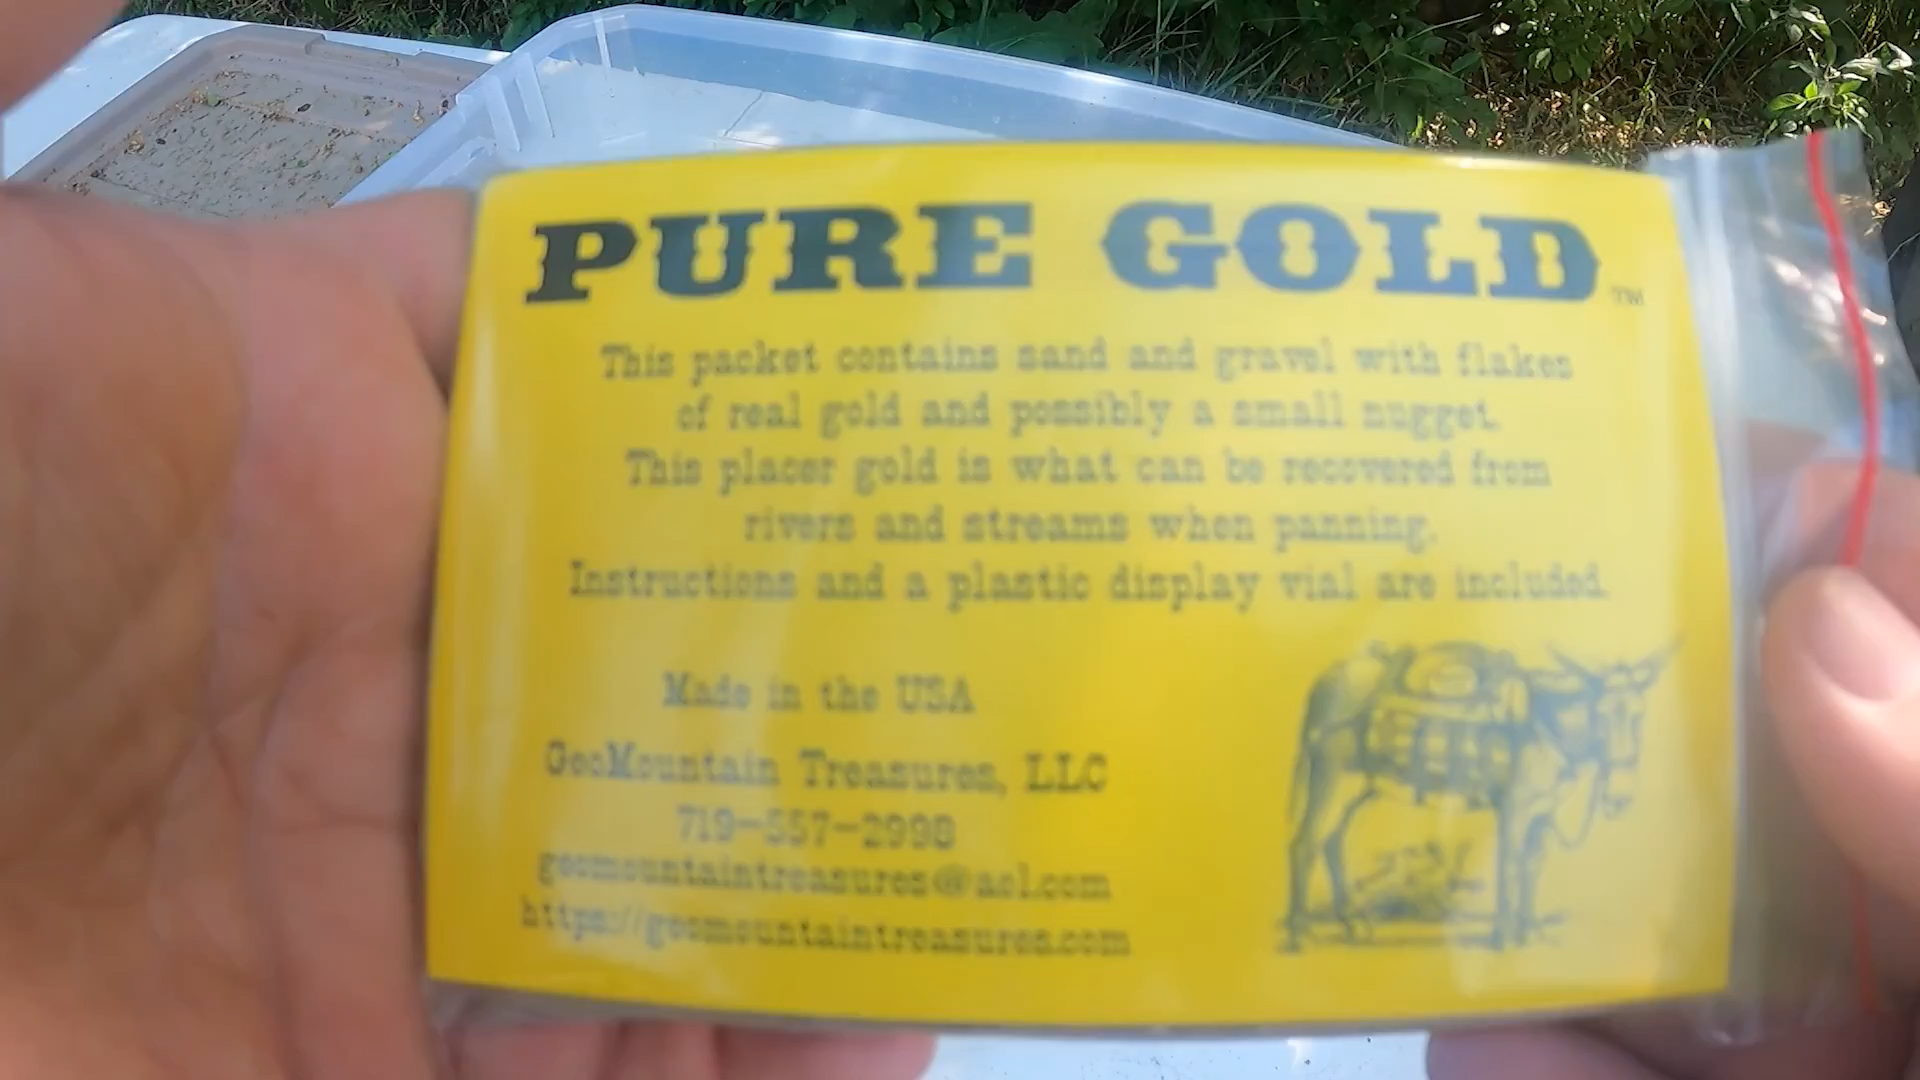 PURE GOLD™
This packet contains sand and gravel with flakes
of real gold and possibly a small nugget.
This placer gold is what can be recovered from
rivers and streams when panning.
Instructions and a plastic display vial are included.
Made in the USA
GeoMountain Treasures, LLC
719-557-2998
geomountaintreasures@aol.com
https://geomountaintreasures.com